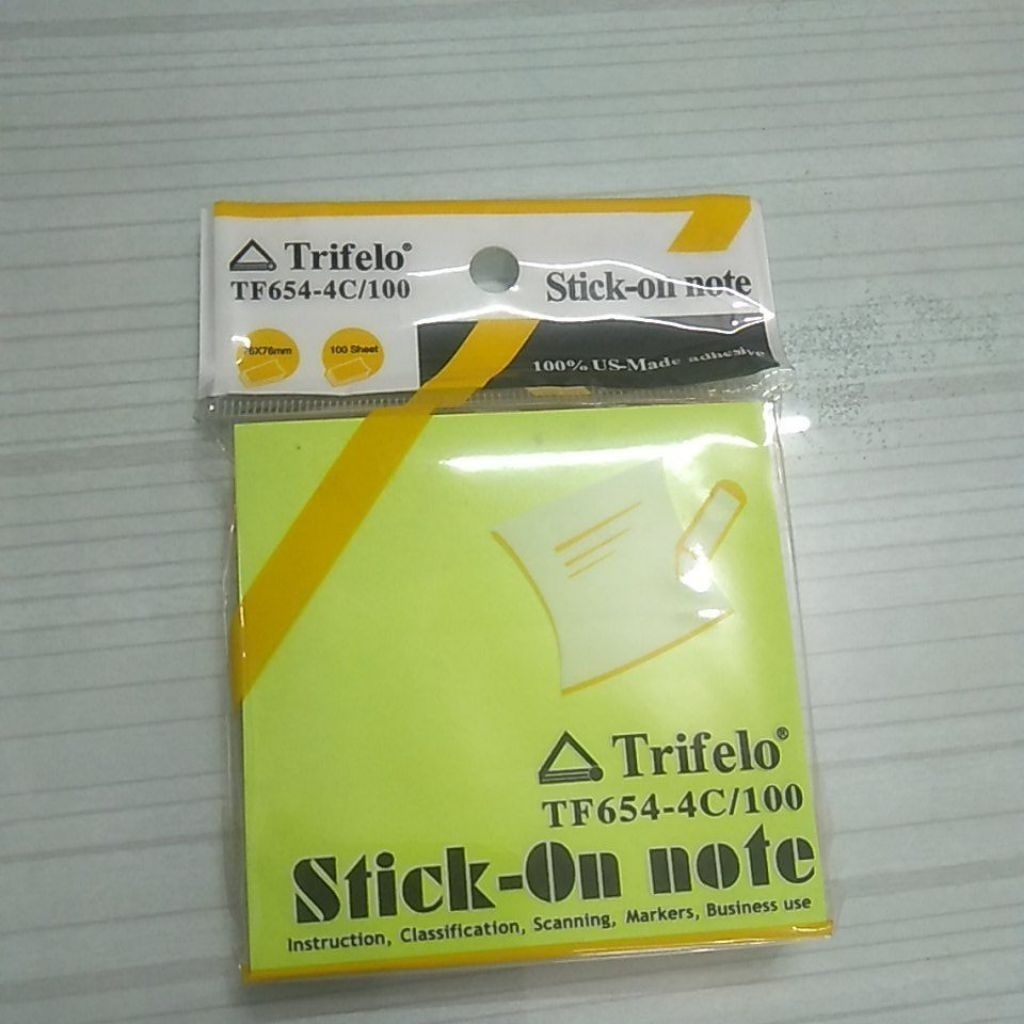 Trifelo®
TF654-4C/100
Stick-on note
76X76mm
100 Sheet
100% US-Made adhesive
Trifelo®
TF654-4C/100
Stick-On note
Instruction, Classification, Scanning, Markers, Business use